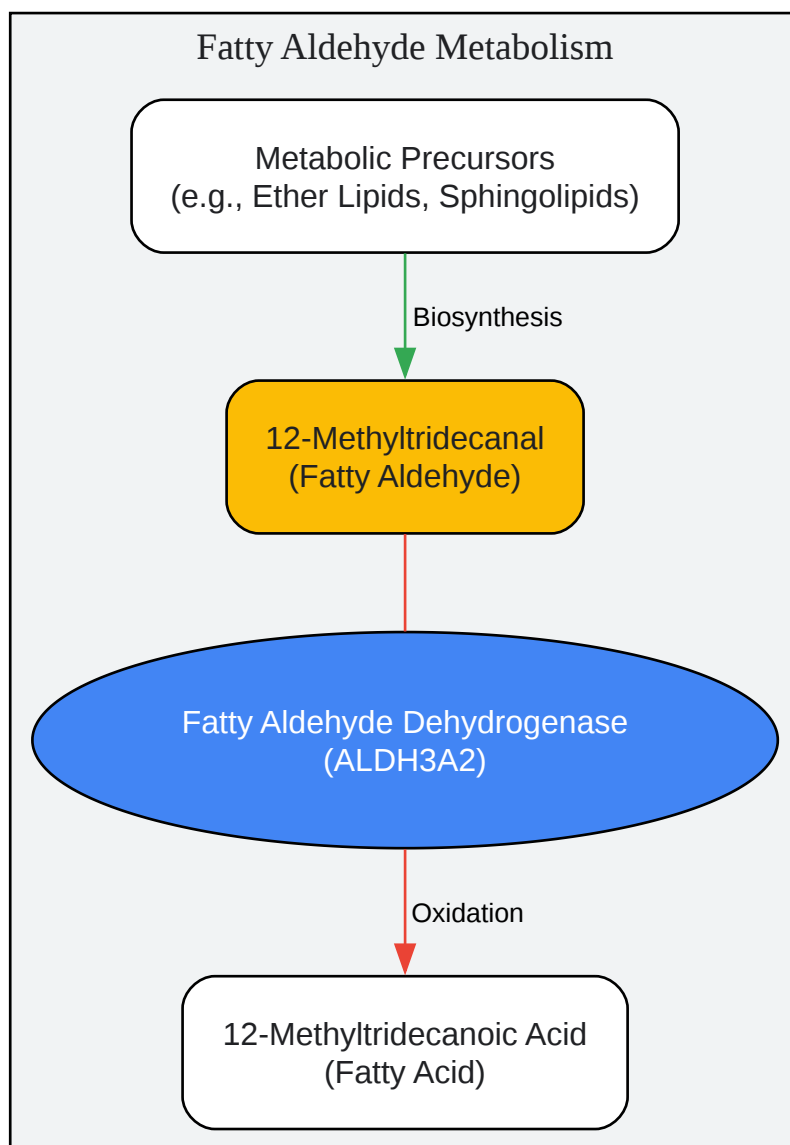 Fatty Aldehyde Metabolism
Metabolic Precursors
(e.g., Ether Lipids, Sphingolipids)
Biosynthesis
12-Methyltridecanal
(Fatty Aldehyde)
Fatty Aldehyde Dehydrogenase
(ALDH3A2)
Oxidation
12-Methyltridecanoic Acid
(Fatty Acid)